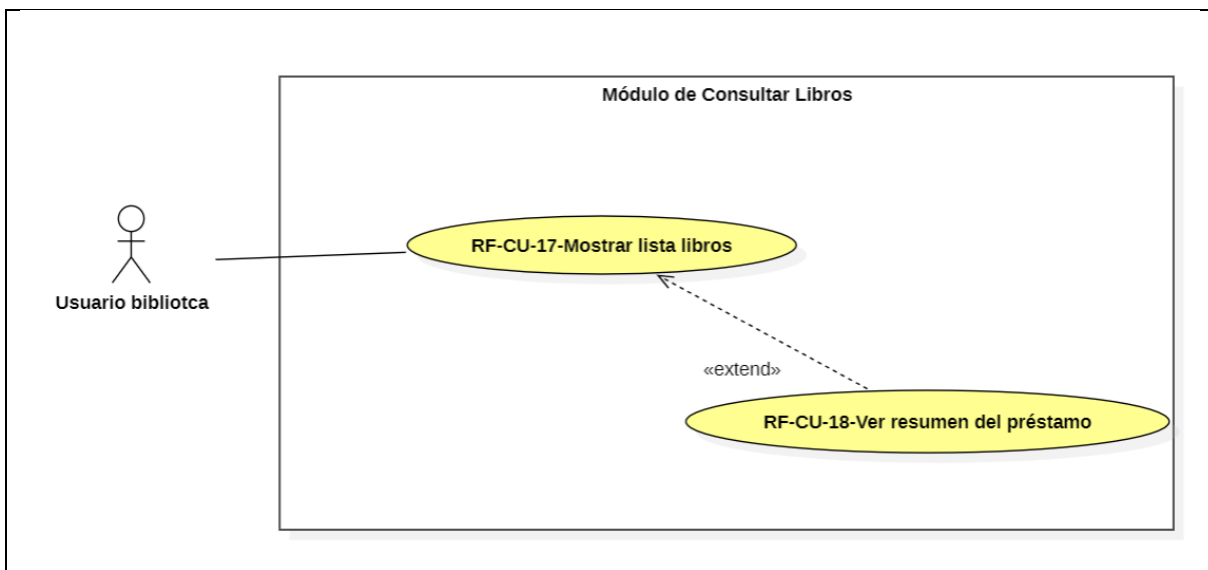 Módulo de Consultar Libros
RF-CU-17-Mostrar lista libros
Usuario bibliotca
«extend»
RF-CU-18-Ver resumen del préstamo